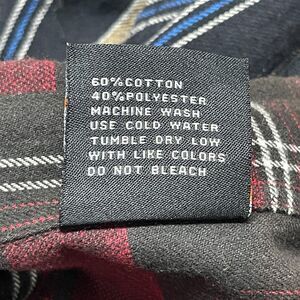 60%COTTON
40%POLYESTER
MACHINE WASH
USE COLD WATER
TUMBLE DRY LOW
WITH LIKE COLORS
DO NOT BLEACH